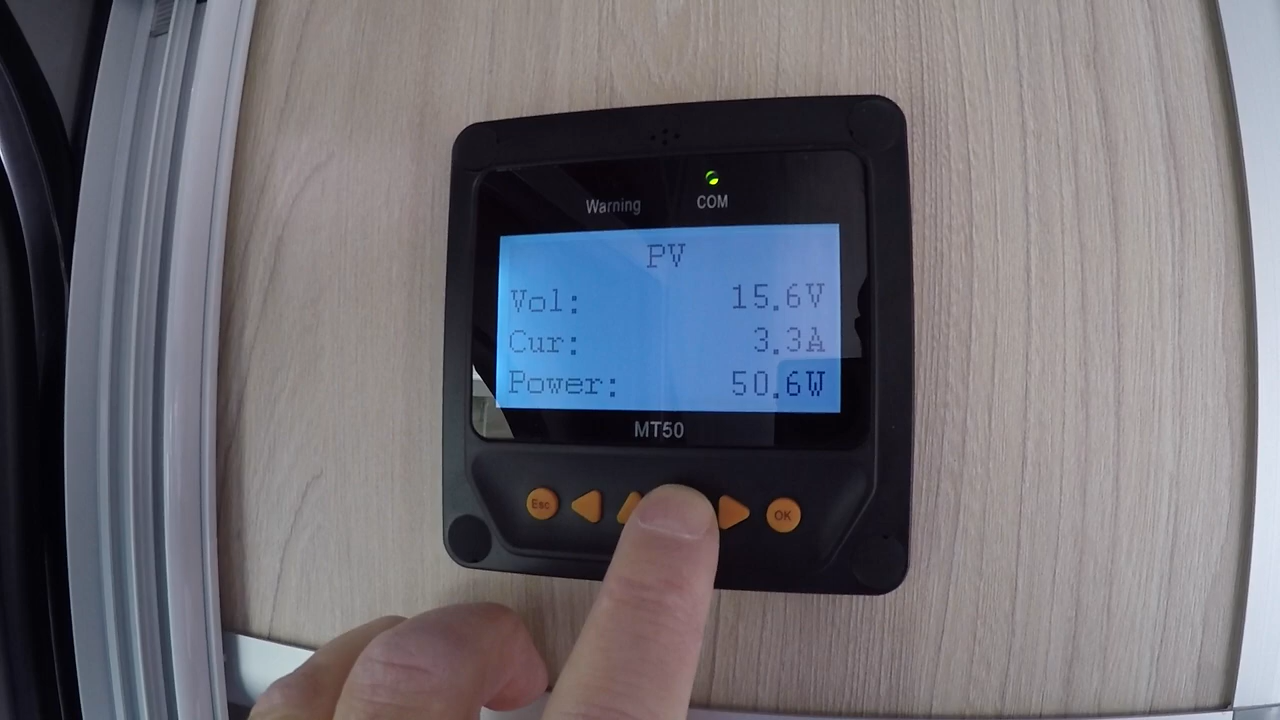 Warning COM
PV
Vol: 15.6V
Cur: 3.3A
Power: 50.6W
MT50
Esc OK